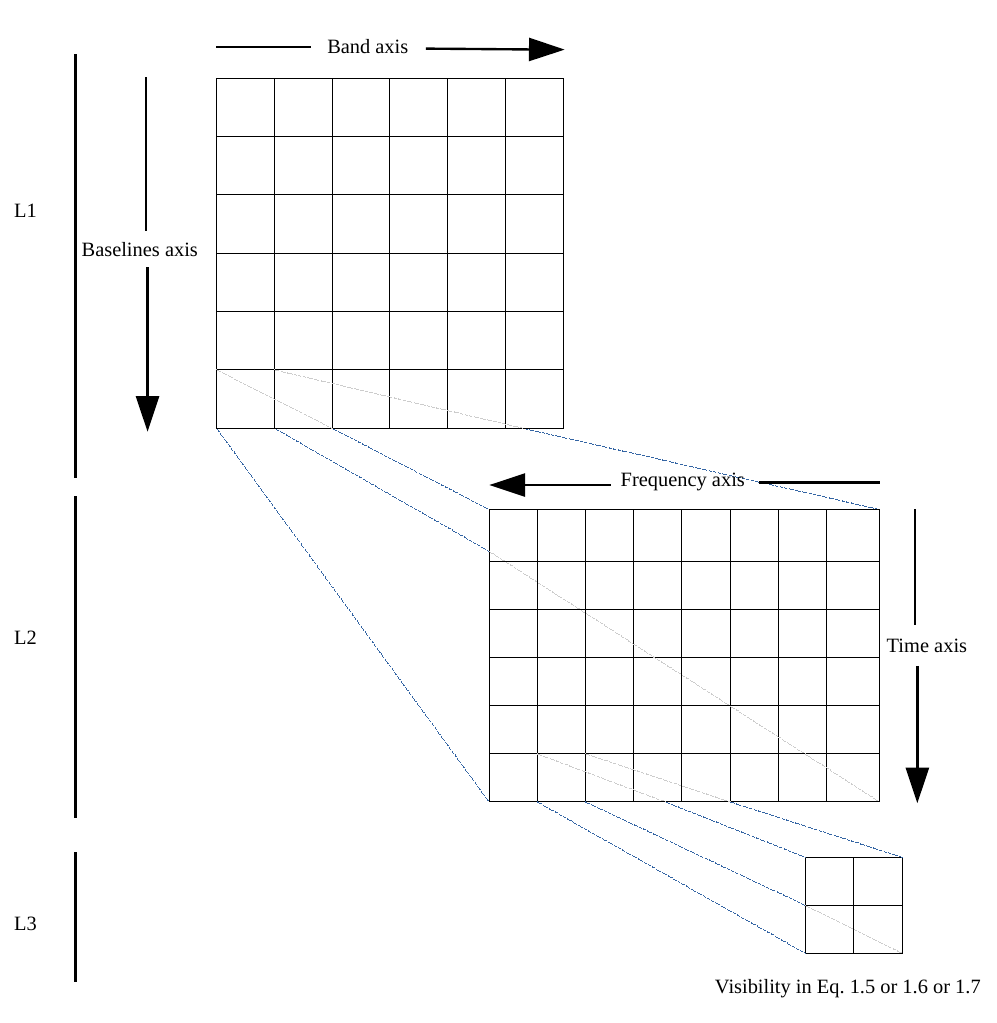 Band axis
L1
Baselines axis
Frequency axis
L2
Time axis
L3
Visibility in Eq. 1.5 or 1.6 or 1.7